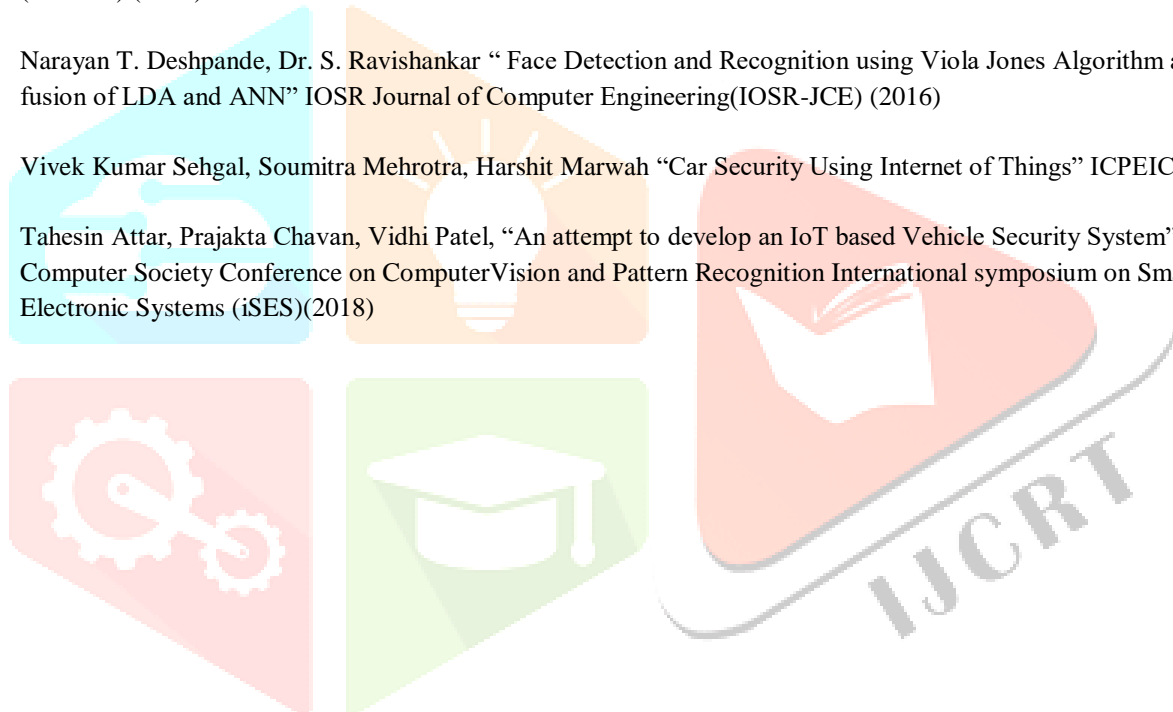 Narayan T. Deshpande, Dr. S. Ravishankar “ Face Detection and Recognition using Viola Jones Algorithm a
fusion of LDA and ANN” IOSR Journal of Computer Engineering(IOSR-JCE) (2016)
Vivek Kumar Sehgal, Soumitra Mehrotra, Harshit Marwah “Car Security Using Internet of Things” ICPEIC
Tahesin Attar, Prajakta Chavan, Vidhi Patel, “An attempt to develop an IoT based Vehicle Security System”
Computer Society Conference on ComputerVision and Pattern Recognition International symposium on Sm
Electronic Systems (iSES)(2018)
IJCRT